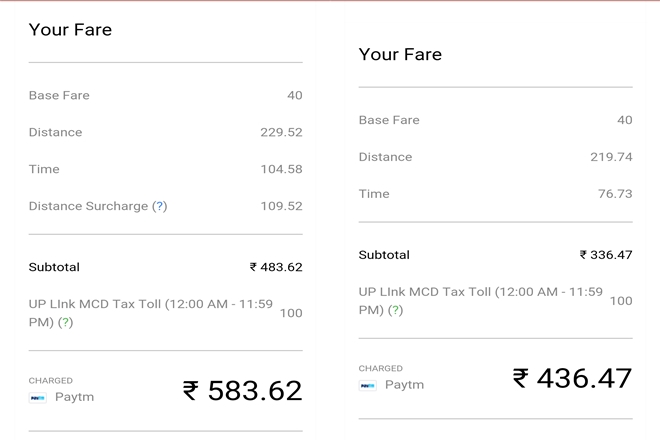 Your Fare
Base Fare 40
Distance 229.52
Time 104.58
Distance Surcharge (?) 109.52
Subtotal ₹ 483.62
UP LInk MCD Tax Toll (12:00 AM - 11:59 100
PM) (?)
CHARGED
Paytm ₹ 583.62
Your Fare
Base Fare 40
Distance 219.74
Time 76.73
Subtotal ₹ 336.47
UP LInk MCD Tax Toll (12:00 AM - 11:59 100
PM) (?)
CHARGED
Paytm ₹ 436.47